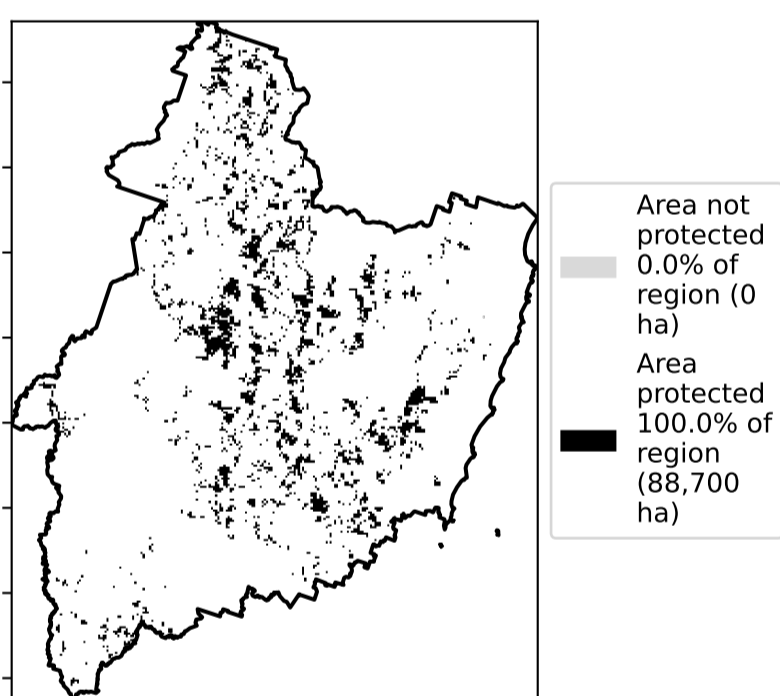 Area not
protected
0.0% of
region (0
ha)
Area
protected
100.0% of
region
(88,700
ha)